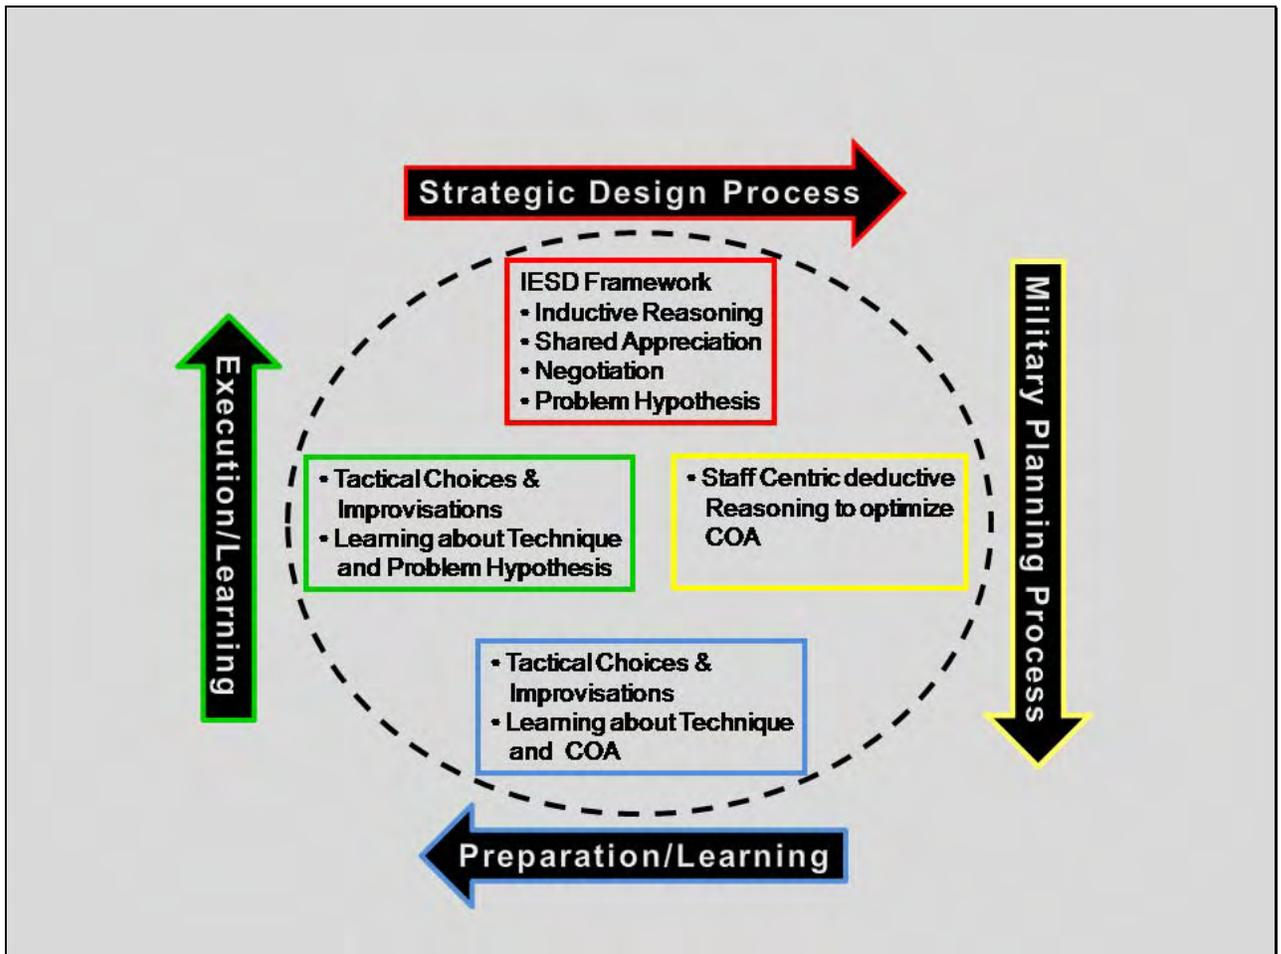 Strategic Design Process
IESD Framework
• Inductive Reasoning
• Shared Appreciation
• Negotiation
• Problem Hypothesis
Military Planning Process
Execution/Learning
• Tactical Choices &
Improvisations
• Learning about Technique
and Problem Hypothesis
• Staff Centric deductive
Reasoning to optimize
COA
• Tactical Choices &
Improvisations
• Learning about Technique
and COA
Preparation/Learning